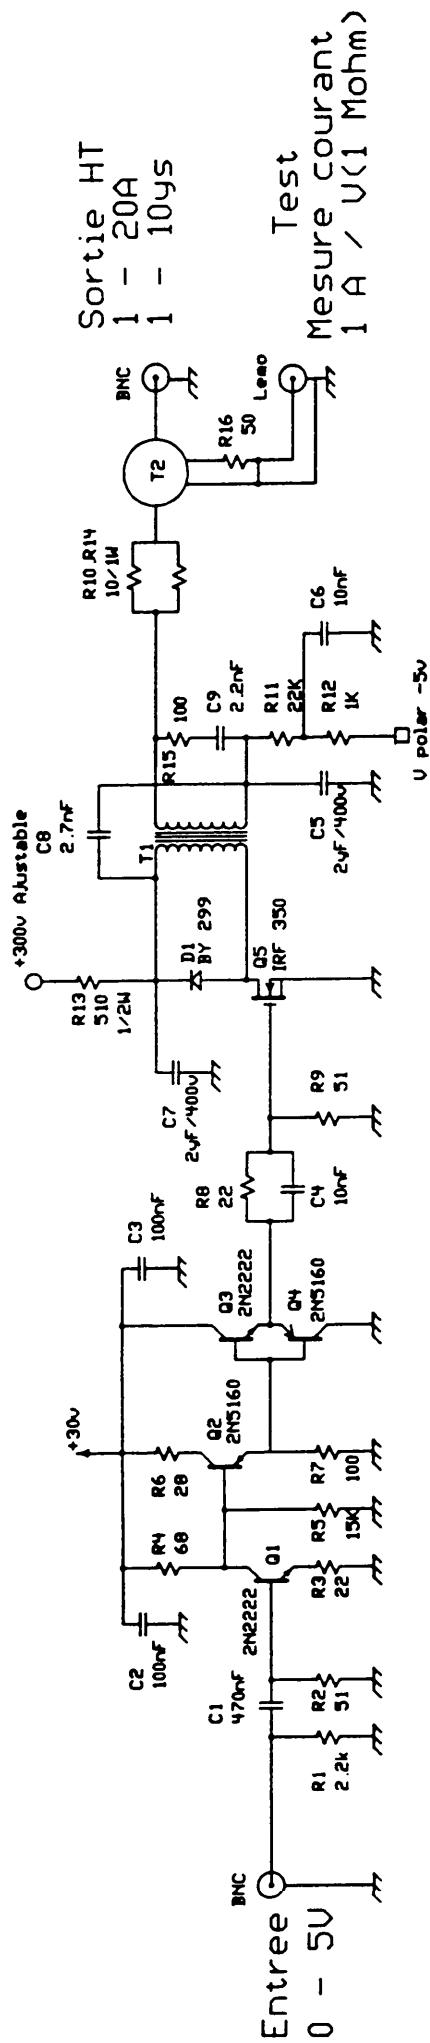 Entree
0 - 5V
BNC
R1
2.2k
C1
470nF
R2
51
C2
100nF
2N2222
Q1
R3
22
R4
68
R5
15K
+30v
R6
28
Q2
2N5160
R7
100
C3
100nF
Q3
2N2222
Q4
2N5160
R8
22
C4
10nF
R9
51
C7
2yF/400v
+300v Ajustable
R13
510
1/2W
D1
BY 299
Q5
IRF 350
C8
2.7nF
T1
R15
100
C9
2.2nF
C5
2yF/400v
R11
22K
R12
1K
C6
10nF
V polar -5v
R10.R14
10/1W
T2
R16
50
BNC
Lemo
Sortie HT
1 - 20A
1 - 10ys
Test
Mesure courant
1 A / V(1 Mohm)